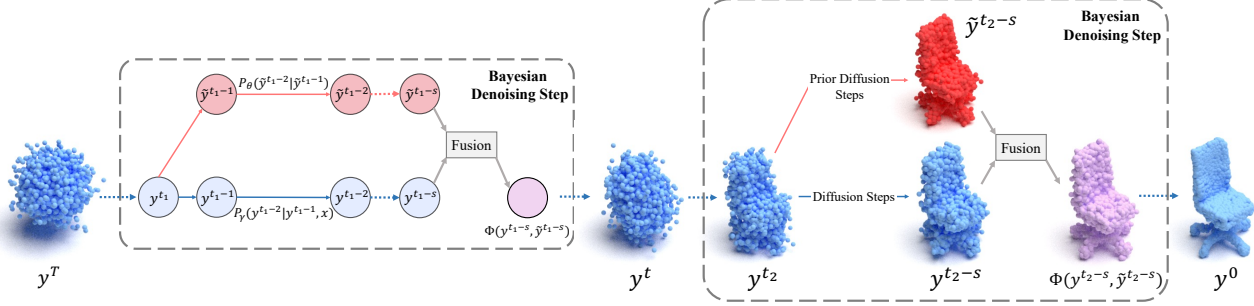 Bayesian
Denoising Step
P_θ(ỹ^{t_1−2}|ỹ^{t_1−1})
ỹ^{t_1−1}
ỹ^{t_1−2}
ỹ^{t_1−s}
Fusion
y^{t_1}
y^{t_1−1}
y^{t_1−2}
y^{t_1−s}
P_γ(y^{t_1−2}|y^{t_1−1}, x)
Φ(y^{t_1−s}, ỹ^{t_1−s})
y^T
y^t
ỹ^{t_2−s}
Bayesian
Denoising Step
Prior Diffusion
Steps
Fusion
Diffusion Steps
y^{t_2}
y^{t_2−s}
Φ(y^{t_2−s}, ỹ^{t_2−s})
y^0